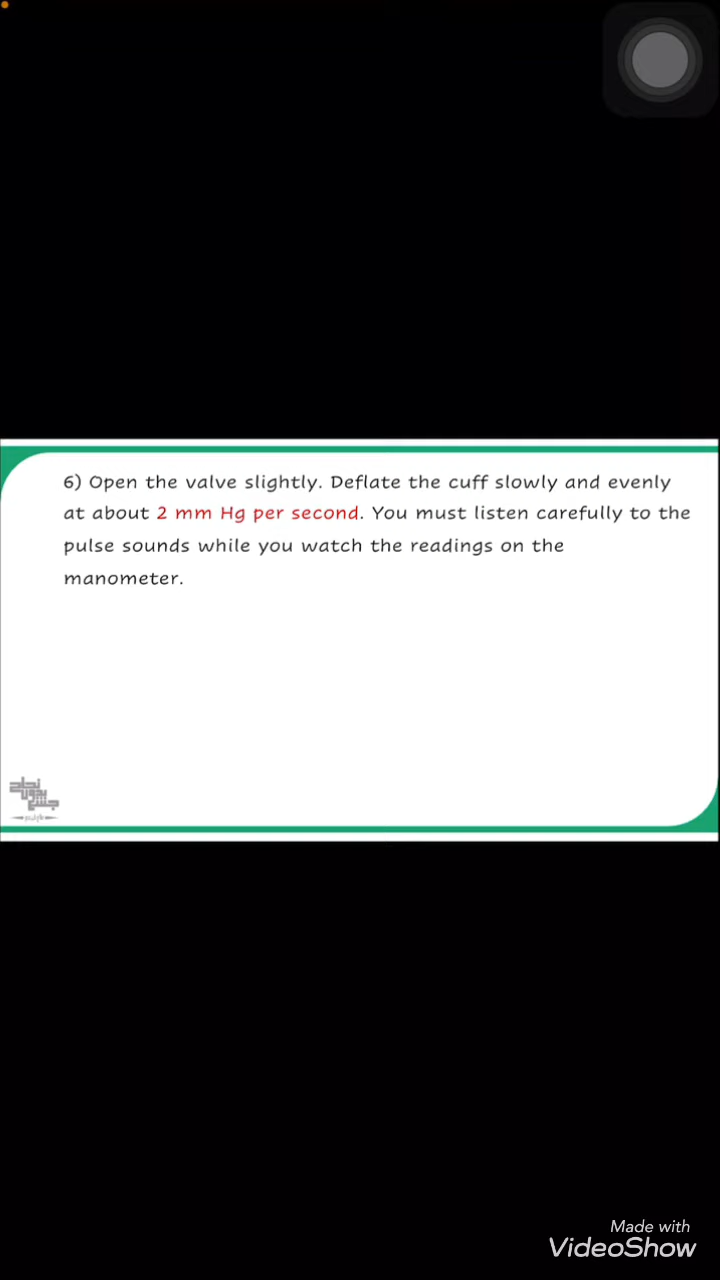 6) Open the valve slightly. Deflate the cuff slowly and evenly
at about 2 mm Hg per second. You must listen carefully to the
pulse sounds while you watch the readings on the
manometer.
Made with
VideoShow